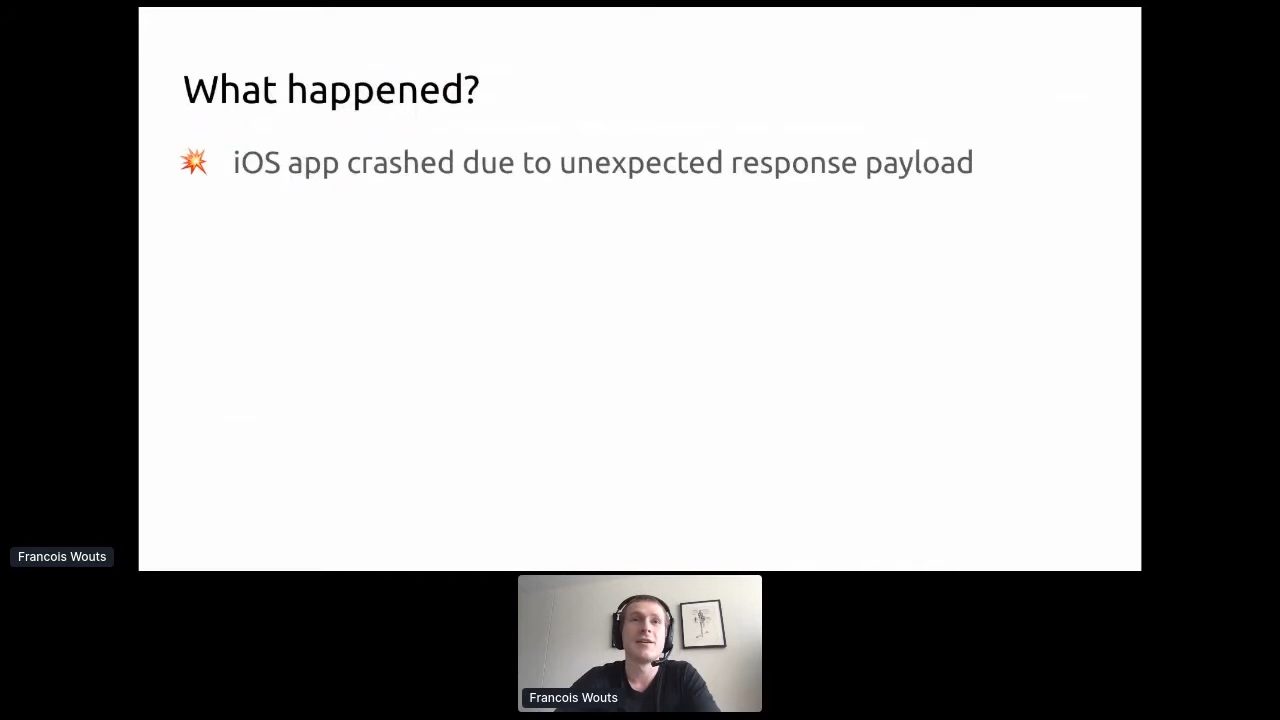 What happened?
💥 iOS app crashed due to unexpected response payload
Francois Wouts
Francois Wouts